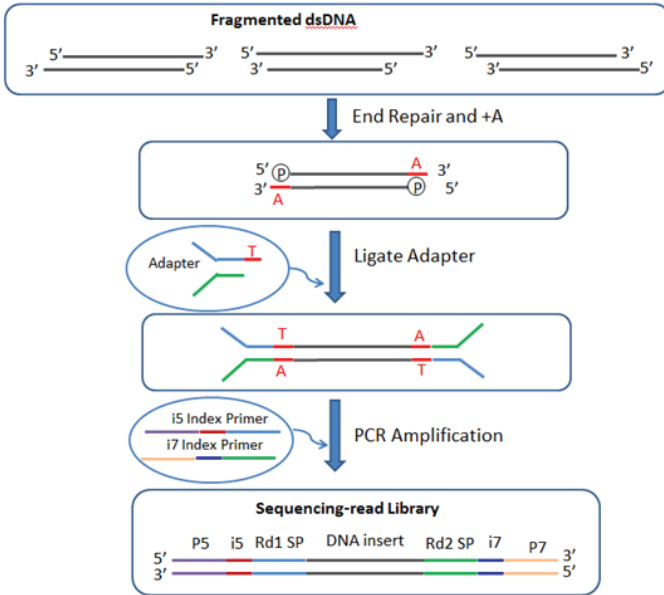 Fragmented dsDNA
5’ 3’ 5’ 3’ 5’ 3’
3’ 5’ 3’ 5’ 3’ 5’
End Repair and +A
5’ P A 3’
3’ A P 5’
Adapter T
Ligate Adapter
T A
A T
i5 Index Primer
i7 Index Primer
PCR Amplification
Sequencing-read Library
P5 i5 Rd1 SP DNA insert Rd2 SP i7 P7
5’ 3’
3’ 5’